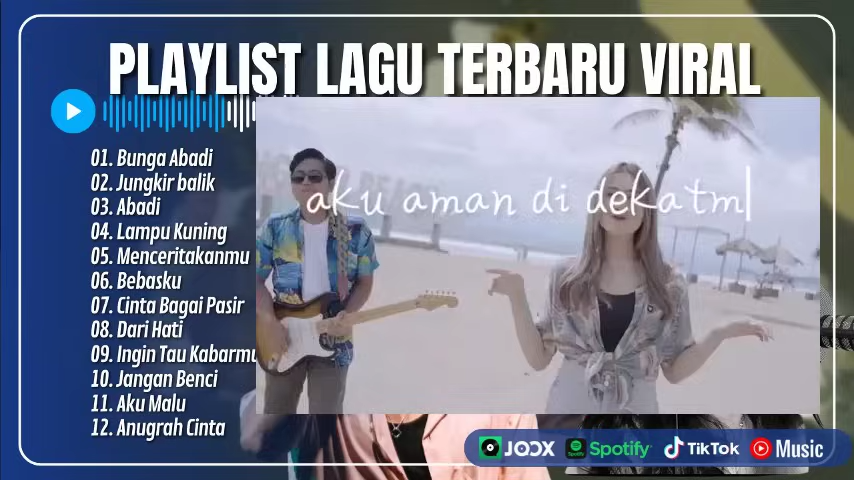 PLAYLIST LAGU TERBARU VIRAL
01. Bunga Abadi
02. Jungkir balik
03. Abadi
04. Lampu Kuning
05. Menceritakanmu
06. Bebasku
07. Cinta Bagai Pasir
08. Dari Hati
09. Ingin Tau Kabarmu
10. Jangan Benci
11. Aku Malu
12. Anugrah Cinta
aku aman di dekatm
JOOX Spotify Spotify TikTok Music